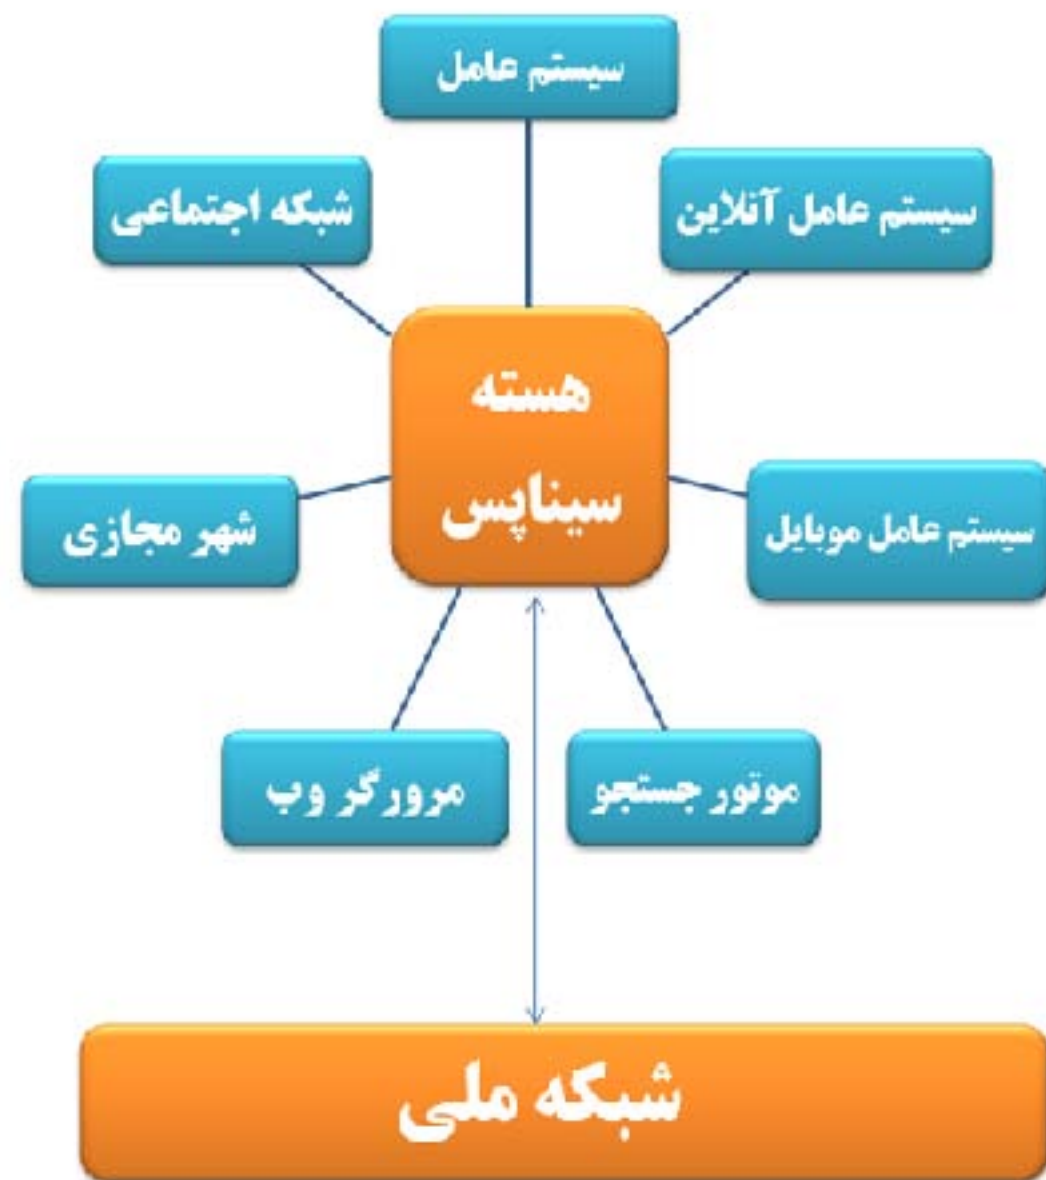 سیستم عامل
سیستم عامل آنلاین
شبکه اجتماعی
هسته
سیناپس
سیستم عامل موبایل
شهر مجازی
موتور جستجو
مرورگر وب
شبکه ملی